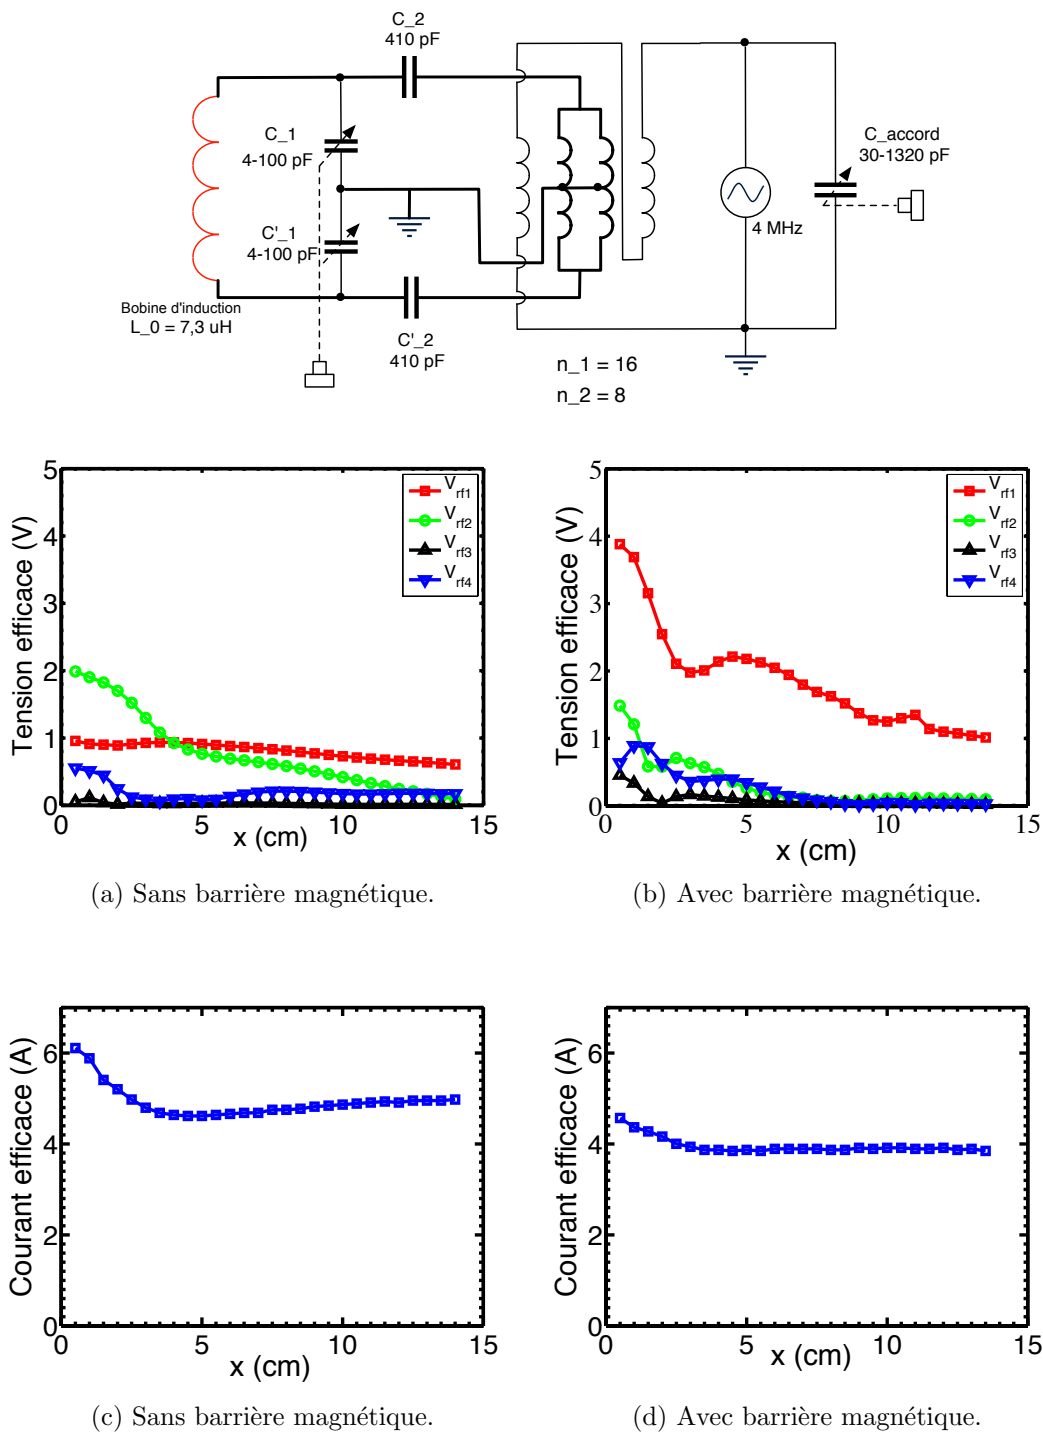 C_2
410 pF
C_1
4-100 pF
C'_1
4-100 pF
C_accord
30-1320 pF
4 MHz
Bobine d'induction
L_0 = 7,3 uH
C'_2
410 pF
n_1 = 16
n_2 = 8
5
4
3
2
1
0
Tension efficace (V)
V_rf1
V_rf2
V_rf3
V_rf4
0
5
10
15
x (cm)
(a) Sans barrière magnétique.
5
4
3
2
1
0
Tension efficace (V)
V_rf1
V_rf2
V_rf3
V_rf4
0
5
10
15
x (cm)
(b) Avec barrière magnétique.
6
4
2
0
Courant efficace (A)
0
5
10
15
x (cm)
(c) Sans barrière magnétique.
6
4
2
0
Courant efficace (A)
0
5
10
15
x (cm)
(d) Avec barrière magnétique.